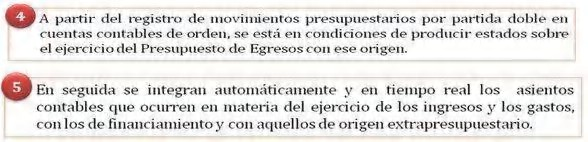 4 A partir del registro de movimientos presupuestarios por partida doble en
cuentas contables de orden, se está en condiciones de producir estados sobre
el ejercicio del Presupuesto de Egresos con ese origen.
5 En seguida se integran automáticamente y en tiempo real los asientos
contables que ocurren en materia del ejercicio de los ingresos y los gastos,
con los de financiamiento y con aquellos de origen extrapresupuestario.